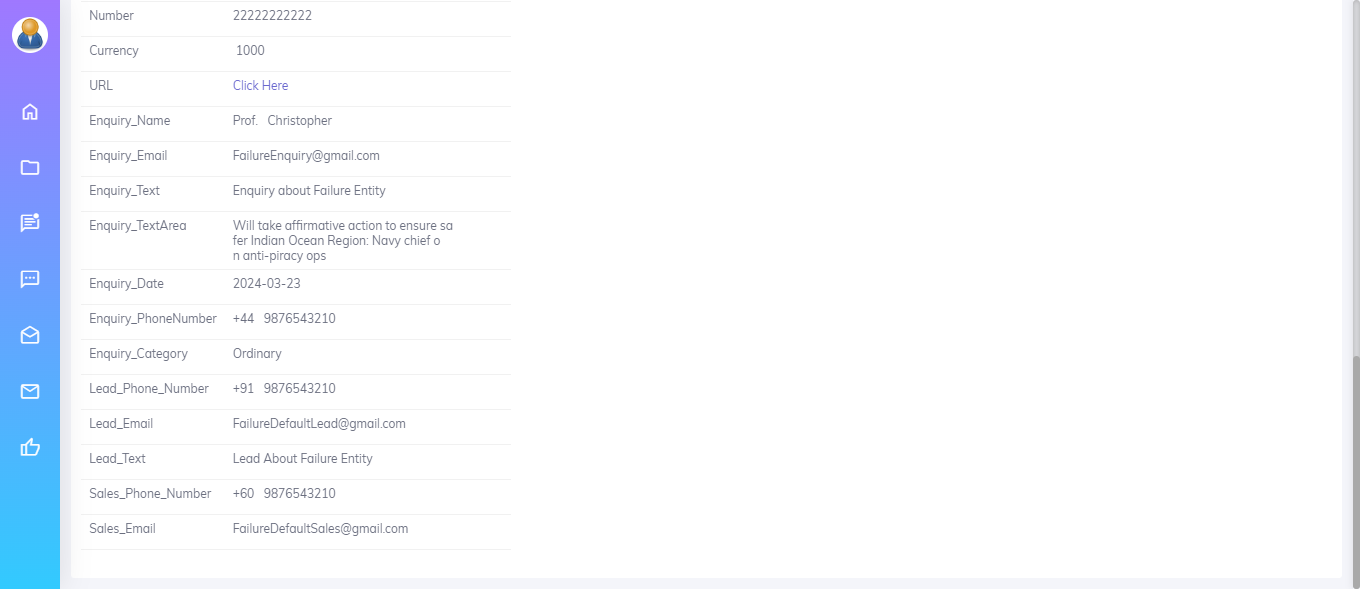 Number 22222222222
Currency 1000
URL Click Here
Enquiry_Name Prof. Christopher
Enquiry_Email FailureEnquiry@gmail.com
Enquiry_Text Enquiry about Failure Entity
Enquiry_TextArea Will take affirmative action to ensure sa
fer Indian Ocean Region: Navy chief o
n anti-piracy ops
Enquiry_Date 2024-03-23
Enquiry_PhoneNumber +44 9876543210
Enquiry_Category Ordinary
Lead_Phone_Number +91 9876543210
Lead_Email FailureDefaultLead@gmail.com
Lead_Text Lead About Failure Entity
Sales_Phone_Number +60 9876543210
Sales_Email FailureDefaultSales@gmail.com